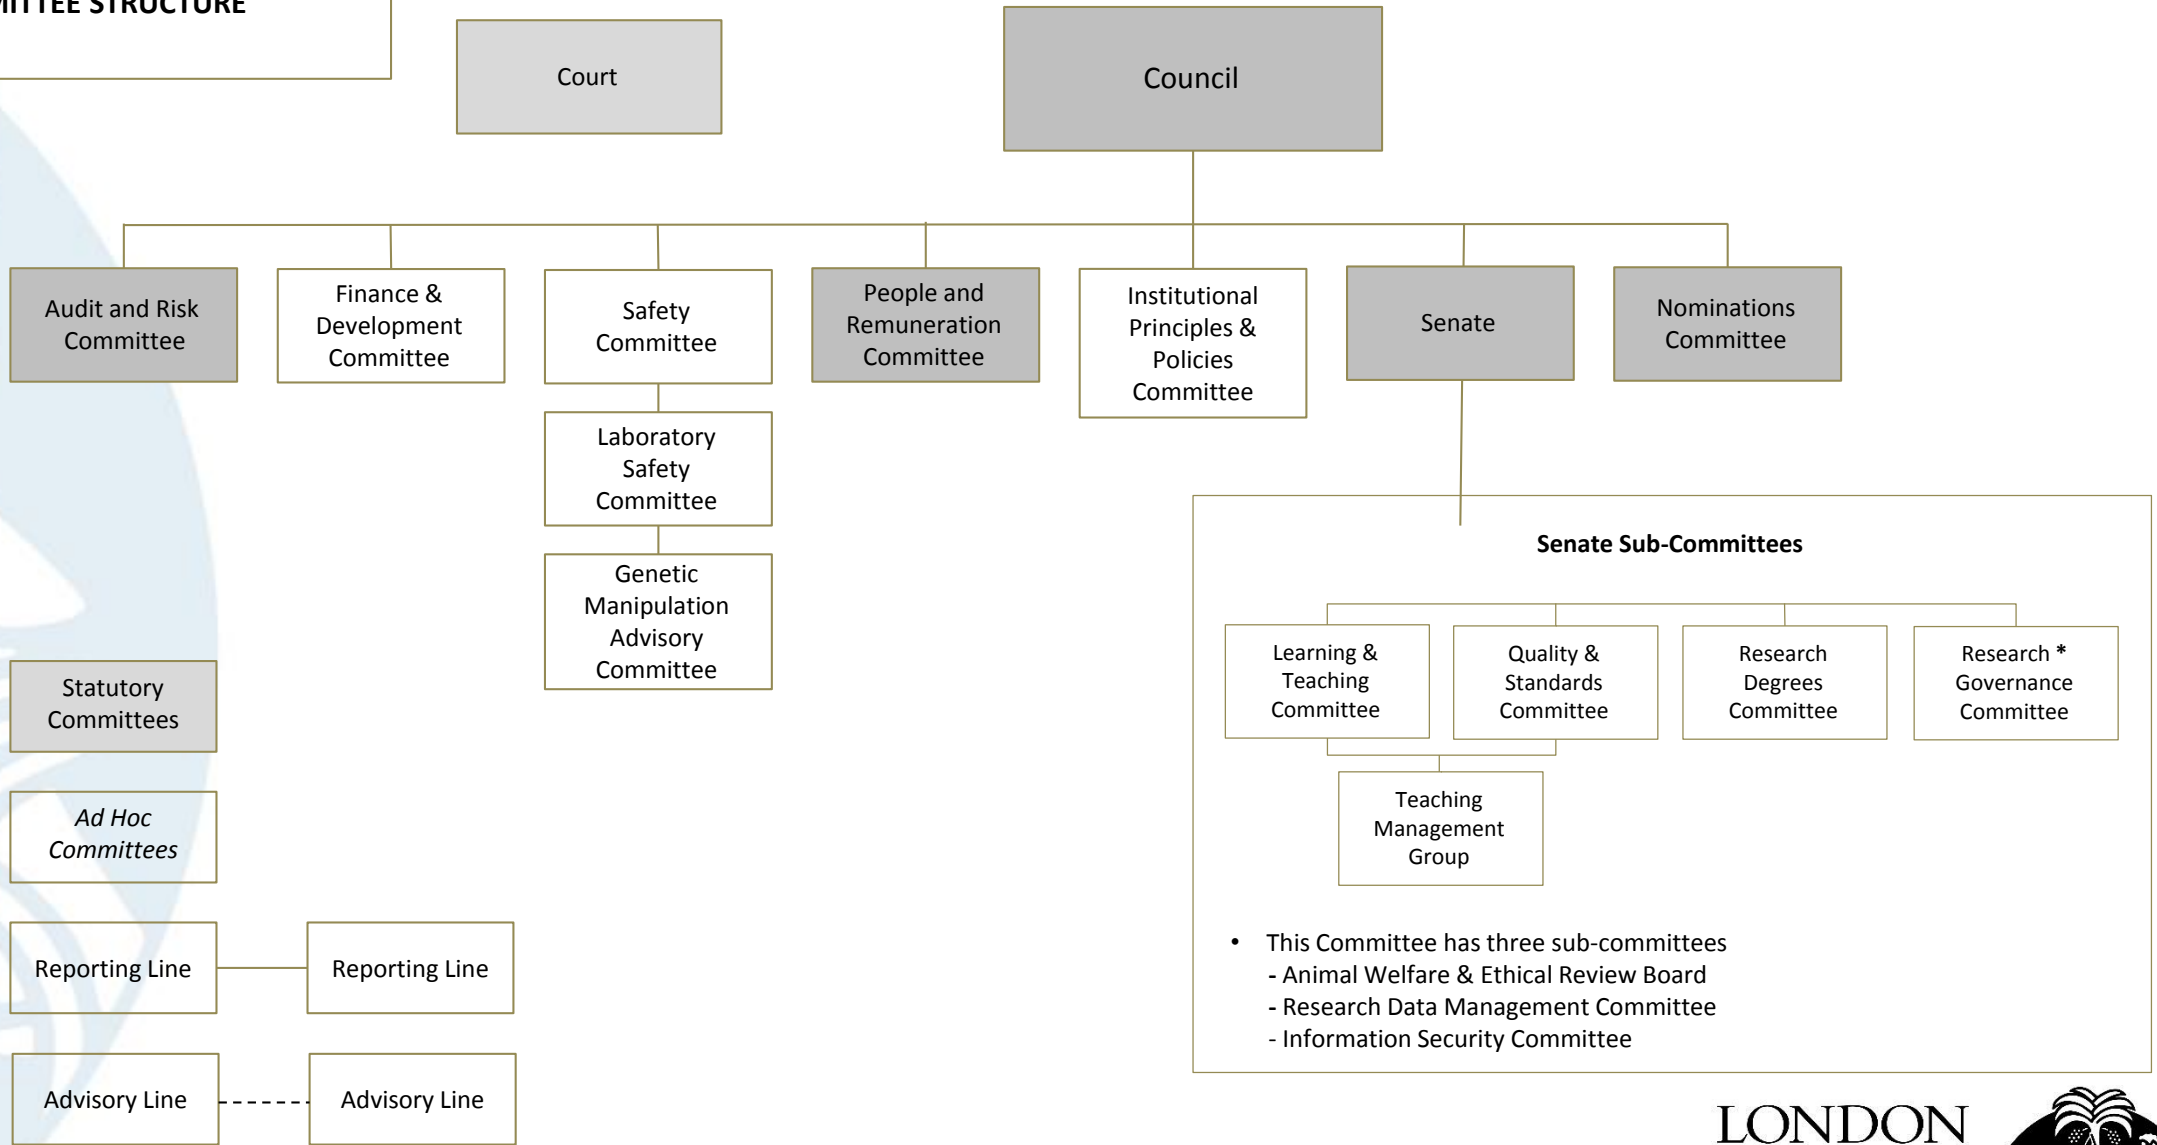 STRUCTURE
Court
Council
Audit and Risk
Committee
Finance &
Development
Committee
Safety
Committee
People and
Remuneration
Committee
Institutional
Principles &
Policies
Committee
Senate
Nominations
Committee
Laboratory
Safety
Committee
Genetic
Manipulation
Advisory
Committee
Senate Sub-Committees
Learning &
Teaching
Committee
Quality &
Standards
Committee
Research
Degrees
Committee
Research *
Governance
Committee
Teaching
Management
Group
• This Committee has three sub-committees
- Animal Welfare & Ethical Review Board
- Research Data Management Committee
- Information Security Committee
Statutory
Committees
Ad Hoc
Committees
Reporting Line
Reporting Line
Advisory Line
Advisory Line
LONDON